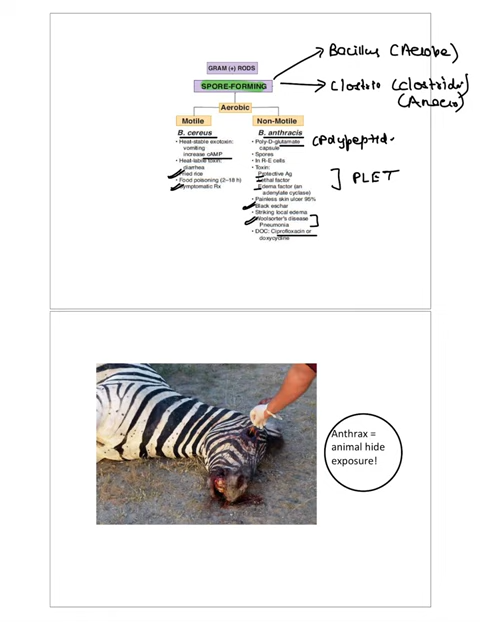 GRAM (+) RODS
SPORE-FORMING
Bacillus (Aerobe)
(Clostridia)
Aerobic
Motile
B. cereus
• Heat-stable exotoxin:
vomiting
increase cAMP
• Heat-labile toxin:
diarrhea
Fried rice
• Food poisoning (2–18 h)
Symptomatic Rx
Non-Motile
B. anthracis
• Poly-D-glutamate
capsule
• Spores
• In R-E cells
• Toxin:
Protective Ag
Lethal factor
Edema factor (an
adenylate cyclase)
• Painless skin ulcer 95%
Black eschar
• Striking local edema
Woolsorter's disease
Pneumonia
• DOC: Ciprofloxacin or
doxycycline
PLET
Anthrax =
animal hide
exposure!